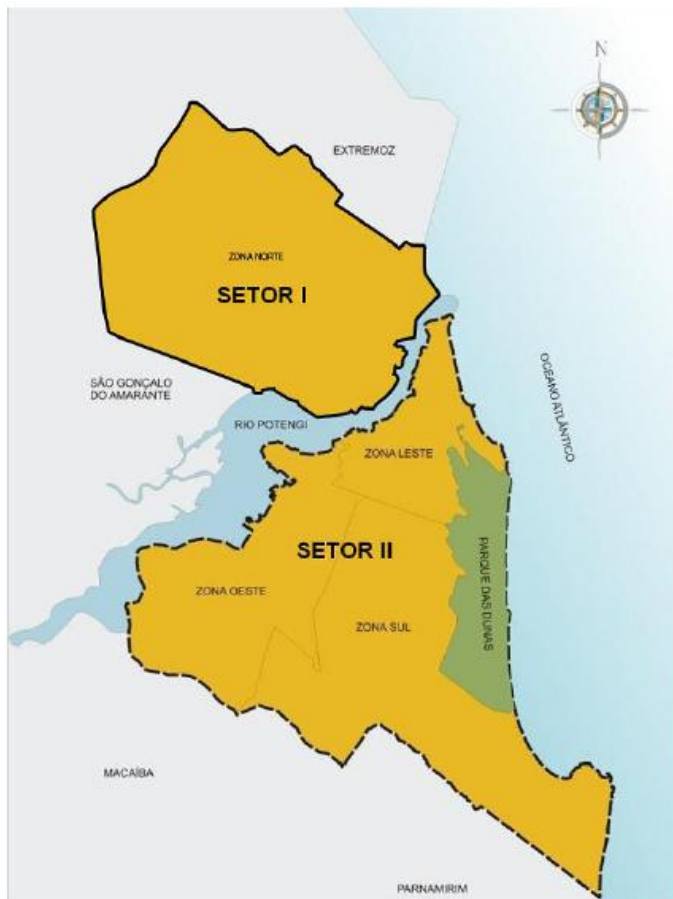 N
EXTREMOZ
ZONA NORTE
SETOR I
SÃO GONÇALO
DO AMARANTE
OCEANO ATLÂNTICO
RIO POTENGI
ZONA LESTE
SETOR II
PARQUE DAS DUNAS
ZONA OESTE
ZONA SUL
MACAÍBA
PARNAMIRIM